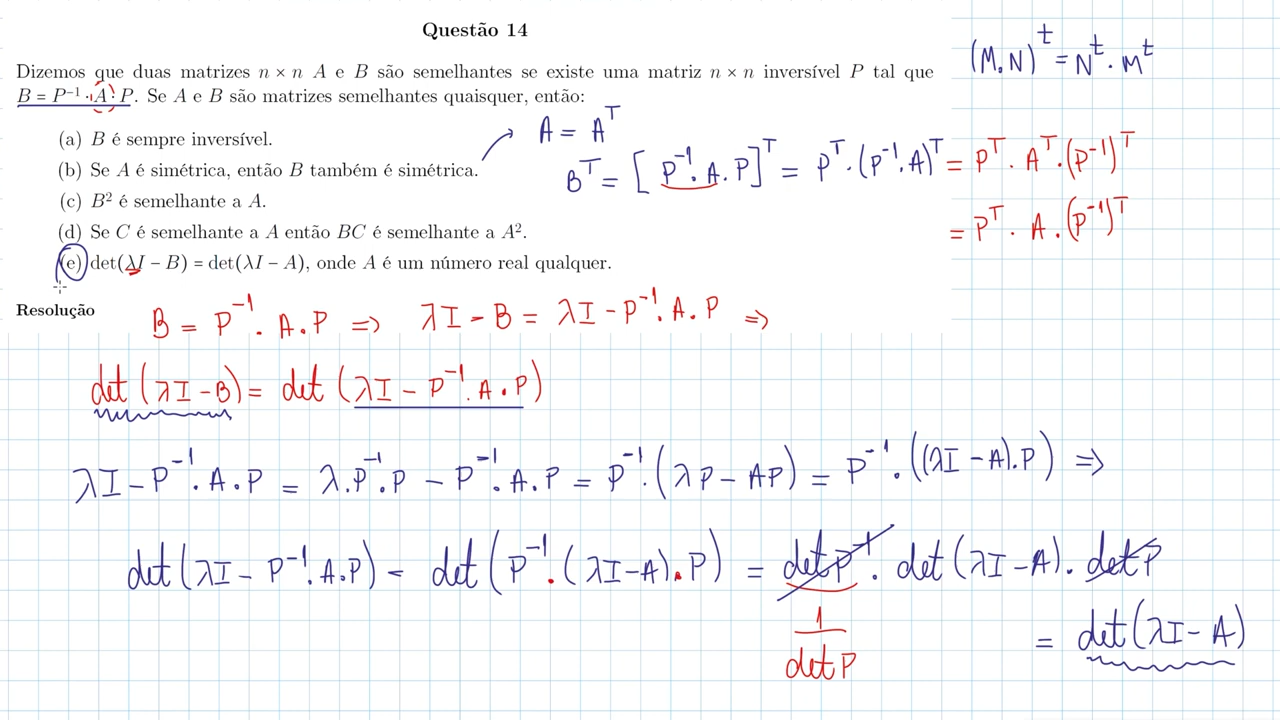 Questão 14
Dizemos que duas matrizes n × n A e B são semelhantes se existe uma matriz n × n inversível P tal que
B = P⁻¹ · A · P. Se A e B são matrizes semelhantes quaisquer, então:
(a) B é sempre inversível.
(b) Se A é simétrica, então B também é simétrica.
(c) B² é semelhante a A.
(d) Se C é semelhante a A então BC é semelhante a A².
(e) det(λI − B) = det(λI − A), onde A é um número real qualquer.
(M.N)ᵗ = Nᵗ . Mᵗ
A = Aᵀ
Bᵀ = [P⁻¹. A. P]ᵀ = Pᵀ. (P⁻¹. A)ᵀ = Pᵀ. Aᵀ. (P⁻¹)ᵀ
= Pᵀ. A. (P⁻¹)ᵀ
Resolução
B = P⁻¹. A. P ⇒ λI − B = λI − P⁻¹. A. P ⇒
det (λI − B) = det (λI − P⁻¹. A. P)
λI − P⁻¹. A. P = λ. P⁻¹. P − P⁻¹. A. P = P⁻¹. (λP − AP) = P⁻¹. ((λI − A). P) ⇒
det (λI − P⁻¹. A. P) = det (P⁻¹. (λI − A). P) = det P⁻¹. det (λI − A). det P
1
det P
= det (λI − A)